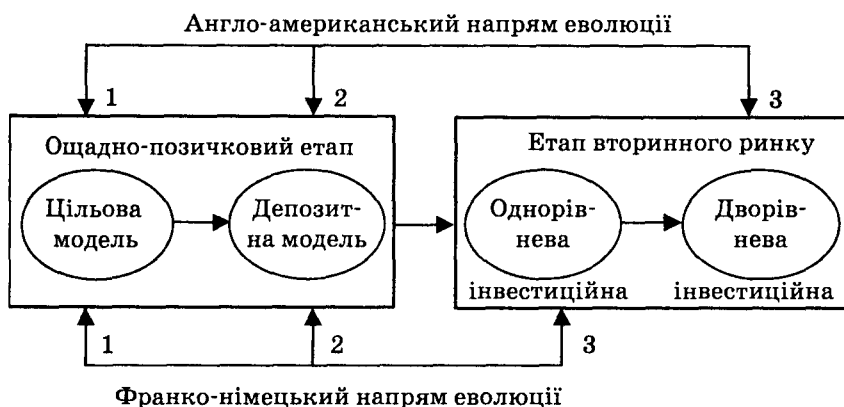 Англо-американський напрям еволюції
1 2 3
Ощадно-позичковий етап
Етап вторинного ринку
Цільова
модель
Депозит-
на модель
Однорів-
нева
Дворів-
нева
інвестиційна
інвестиційна
1 2 3
Франко-німецький напрям еволюції